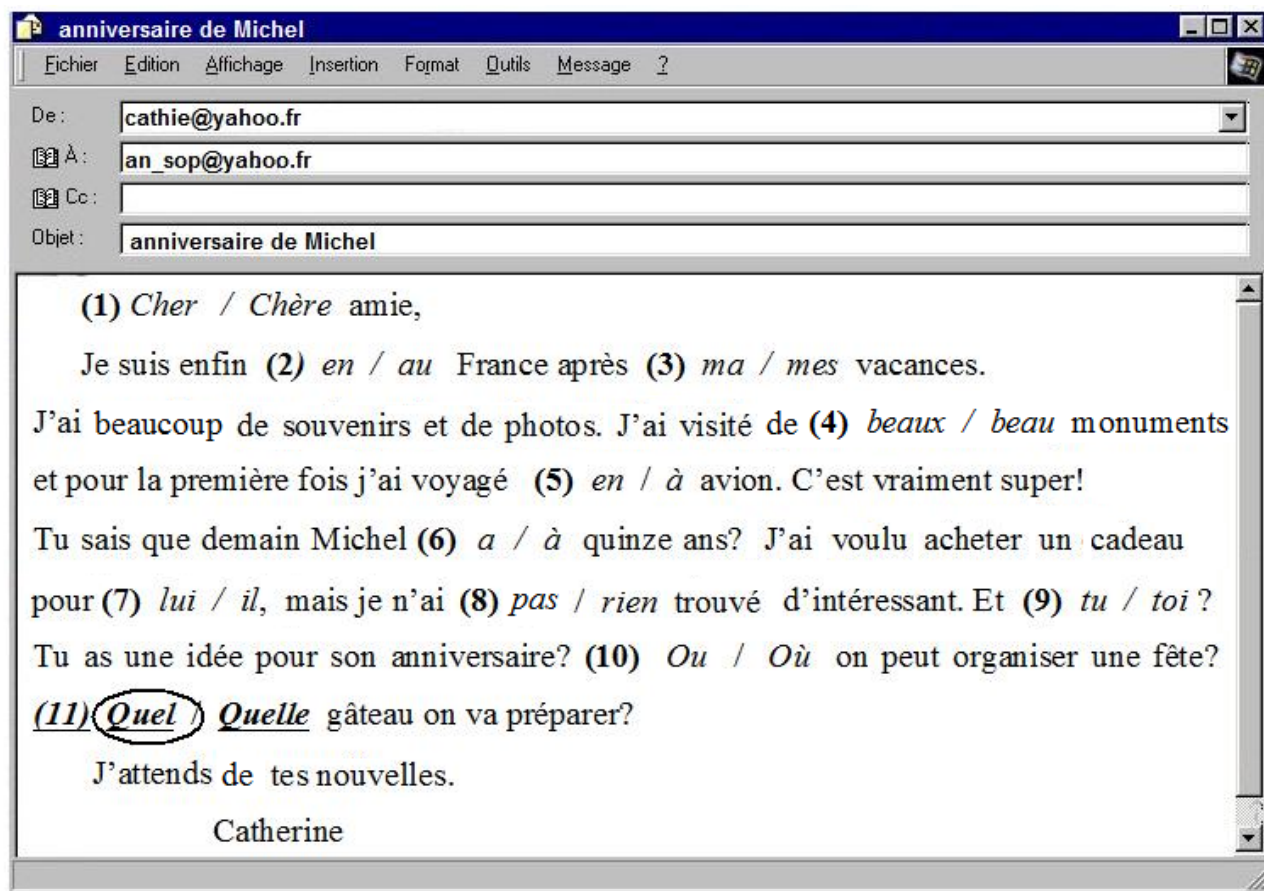 anniversaire de Michel
Fichier Edition Affichage Insertion Format Outils Message ?
De : cathie@yahoo.fr
À : an_sop@yahoo.fr
Cc :
Objet : anniversaire de Michel
(1) Cher / Chère amie,
Je suis enfin (2) en / au France après (3) ma / mes vacances.
J'ai beaucoup de souvenirs et de photos. J'ai visité de (4) beaux / beau monuments
et pour la première fois j'ai voyagé (5) en / à avion. C'est vraiment super!
Tu sais que demain Michel (6) a / à quinze ans? J'ai voulu acheter un cadeau
pour (7) lui / il, mais je n'ai (8) pas / rien trouvé d'intéressant. Et (9) tu / toi ?
Tu as une idée pour son anniversaire? (10) Ou / Où on peut organiser une fête?
(11) Quel / Quelle gâteau on va préparer?
J'attends de tes nouvelles.
Catherine